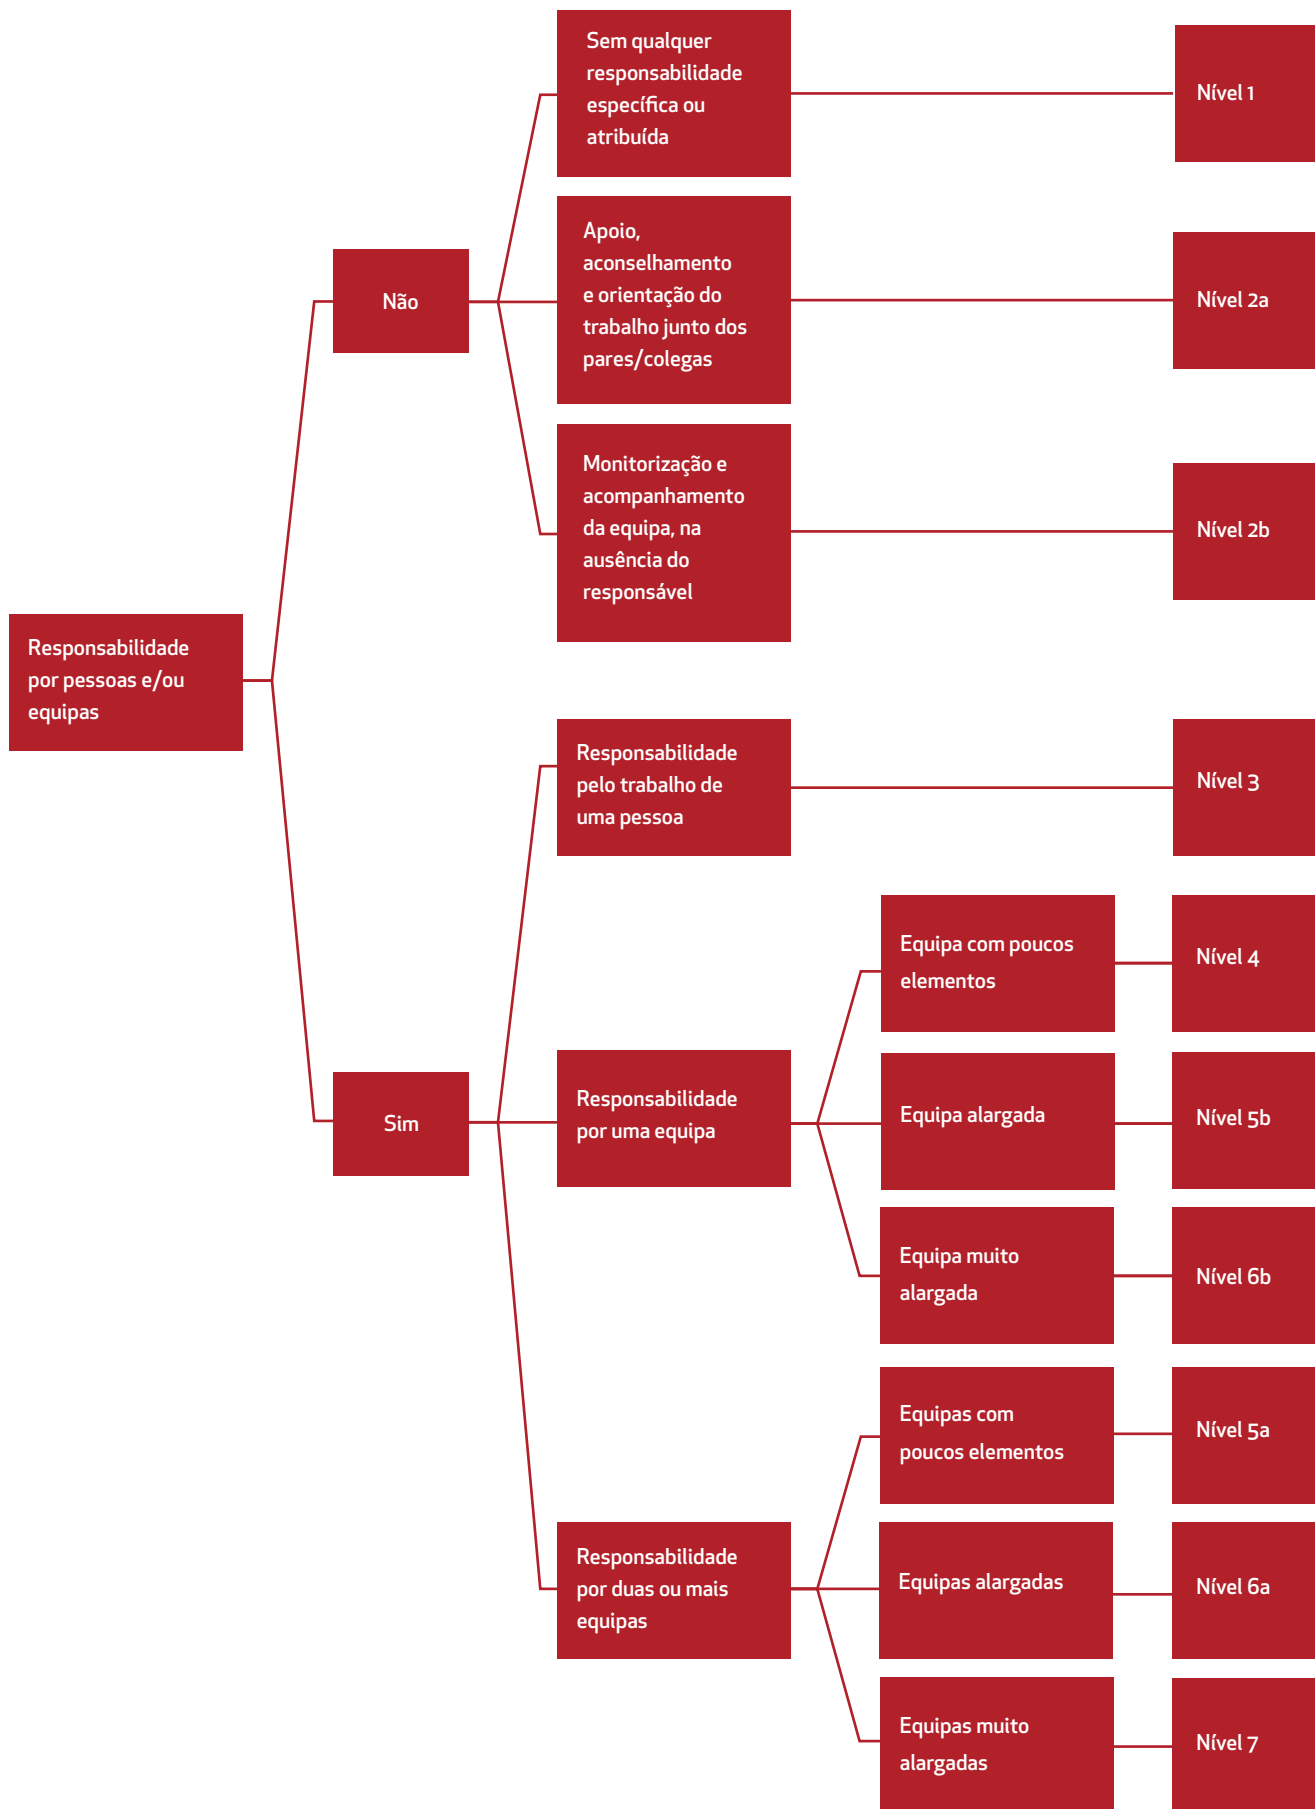 Sem qualquer
responsabilidade
específica ou
atribuída
Nível 1
Apoio,
aconselhamento
e orientação do
trabalho junto dos
pares/colegas
Nível 2a
Não
Monitorização e
acompanhamento
da equipa, na
ausência do
responsável
Nível 2b
Responsabilidade
por pessoas e/ou
equipas
Responsabilidade
pelo trabalho de
uma pessoa
Nível 3
Equipa com poucos
elementos
Nível 4
Sim
Responsabilidade
por uma equipa
Equipa alargada
Nível 5b
Equipa muito
alargada
Nível 6b
Equipas com
poucos elementos
Nível 5a
Responsabilidade
por duas ou mais
equipas
Equipas alargadas
Nível 6a
Equipas muito
alargadas
Nível 7